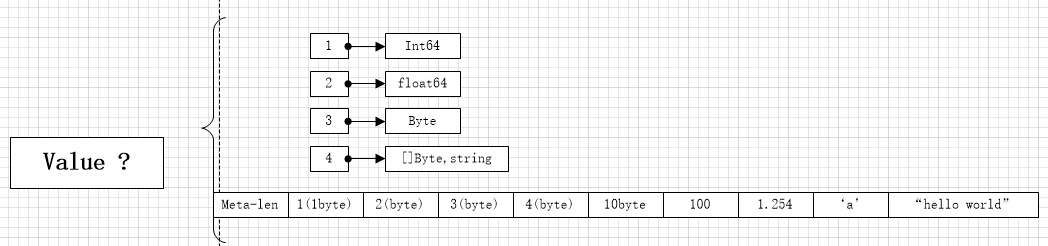 1 Int64
2 float64
3 Byte
Value ?
4 []Byte,string
Meta-len 1(1byte) 2(byte) 3(byte) 4(byte) 10byte 100 1.254 ‘a’ “hello world”